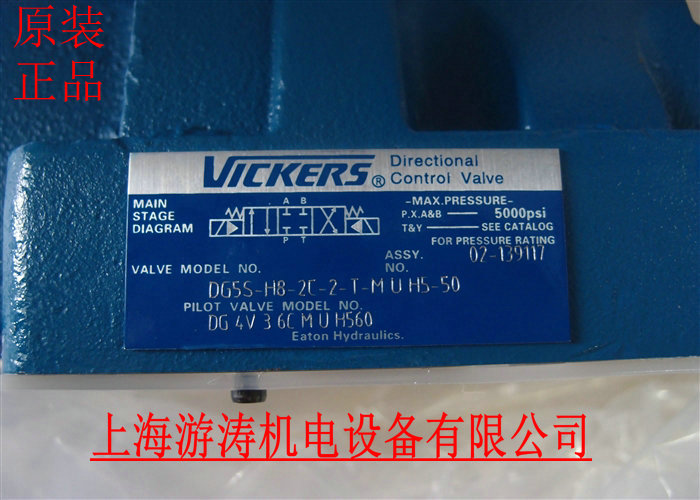 原装
正品
VICKERS® Directional
Control Valve
MAIN
STAGE
DIAGRAM
A B
P T
-MAX.PRESSURE-
P.X.A&B — 5000psi
T&Y — SEE CATALOG
FOR PRESSURE RATING
ASSY. NO. 02-139117
VALVE MODEL NO.
DG5S-H8-2C-2-T-M U H5-50
PILOT VALVE MODEL NO.
DG4V 3 6C M U H560
Eaton Hydraulics.
上海游涛机电设备有限公司